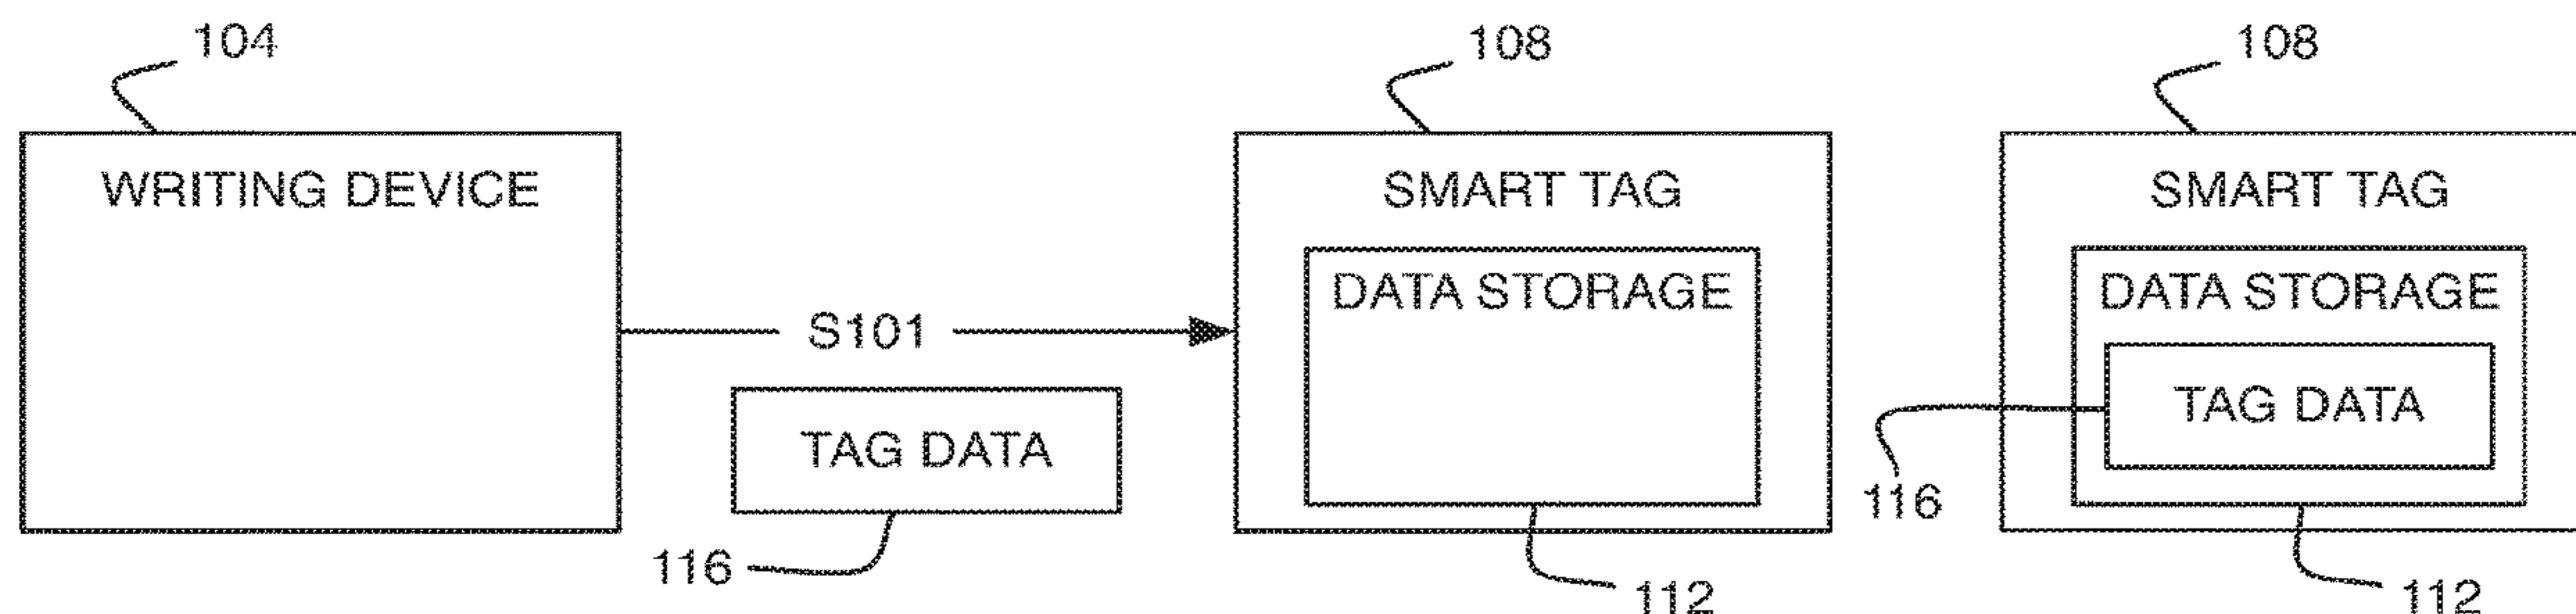 104
108
108
WRITING DEVICE
SMART TAG
SMART TAG
DATA STORAGE
DATA STORAGE
S101
TAG DATA
TAG DATA
116
116
112
112